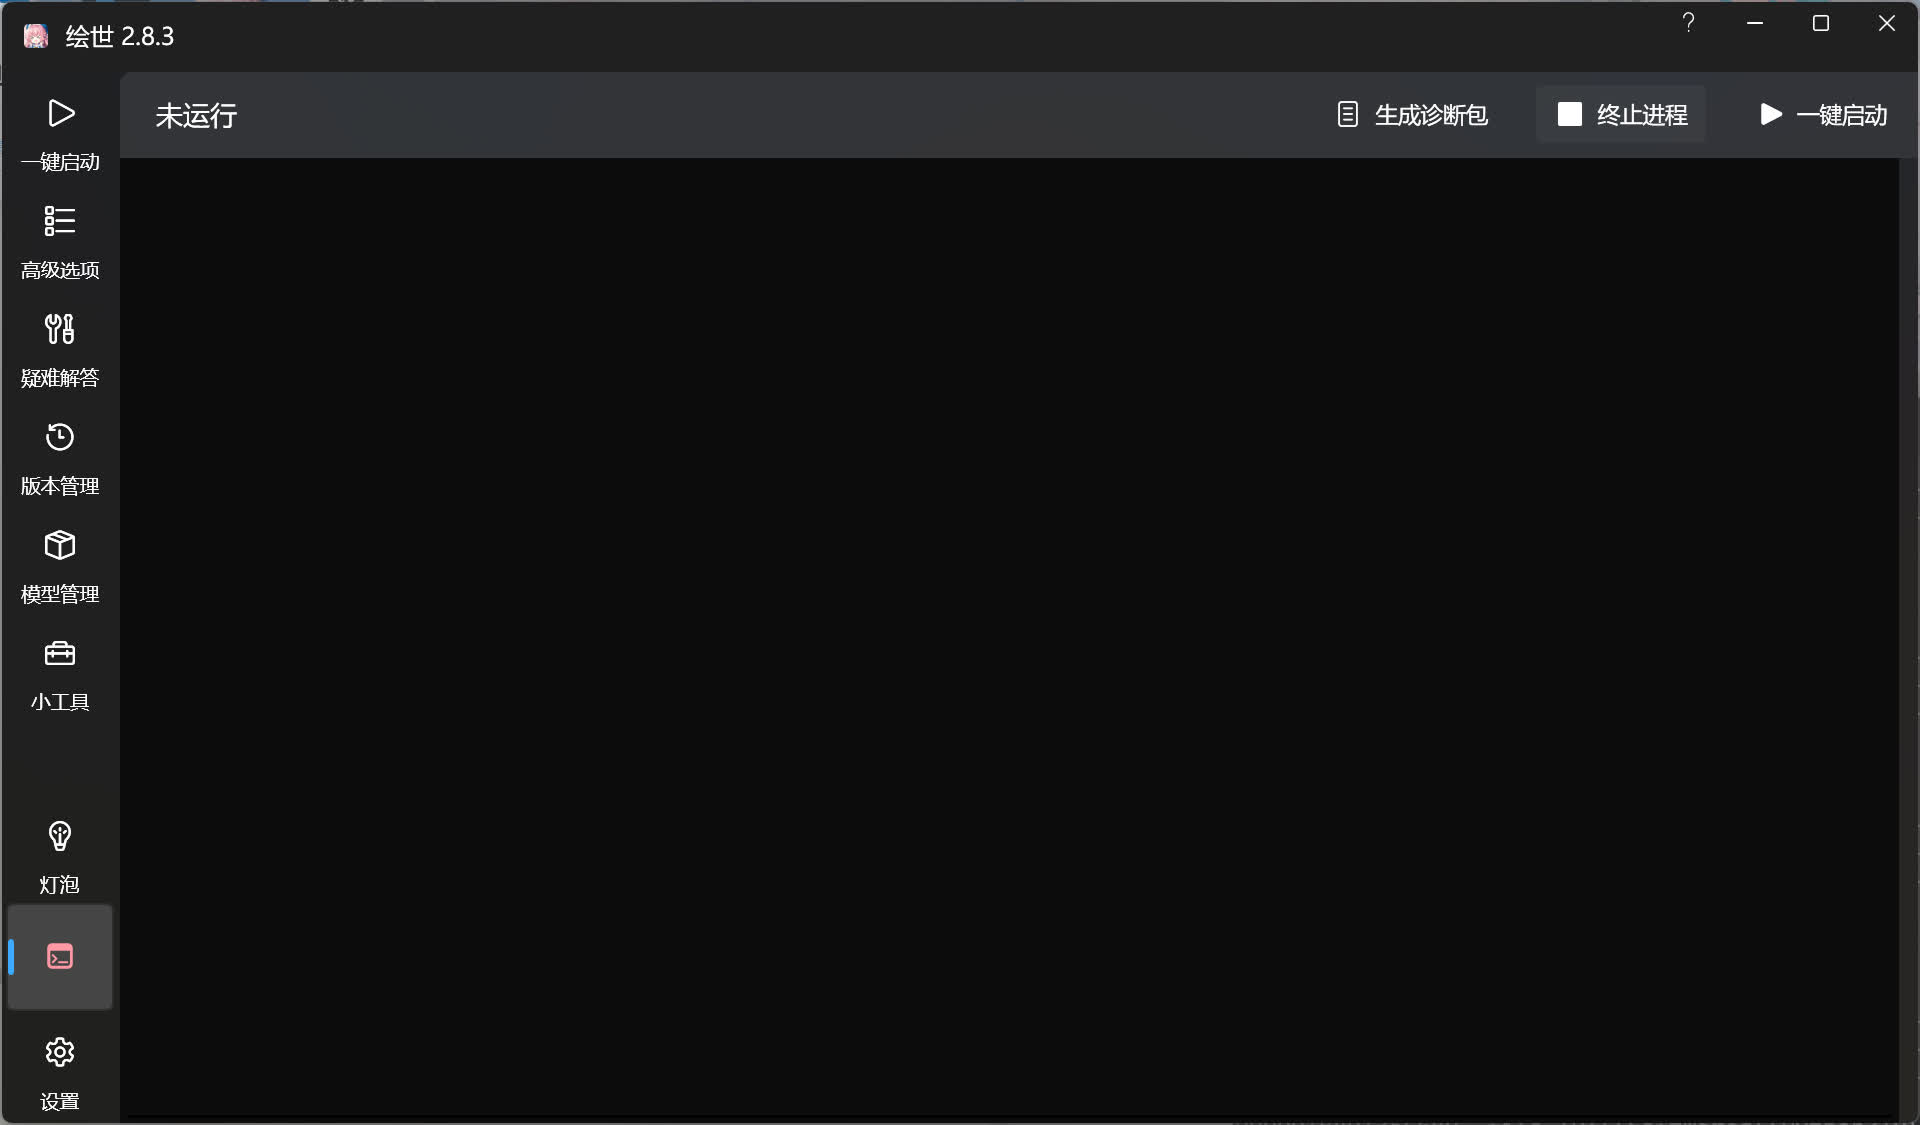 绘世 2.8.3
未运行
生成诊断包
终止进程
一键启动
一键启动
高级选项
疑难解答
版本管理
模型管理
小工具
灯泡
设置